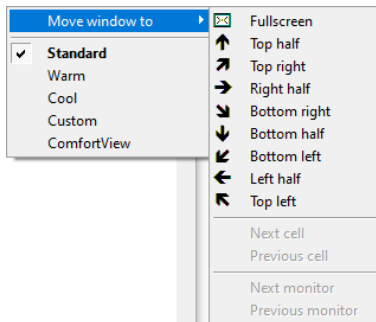 Move window to
Standard
Warm
Cool
Custom
ComfortView
Fullscreen
Top half
Top right
Right half
Bottom right
Bottom half
Bottom left
Left half
Top left
Next cell
Previous cell
Next monitor
Previous monitor